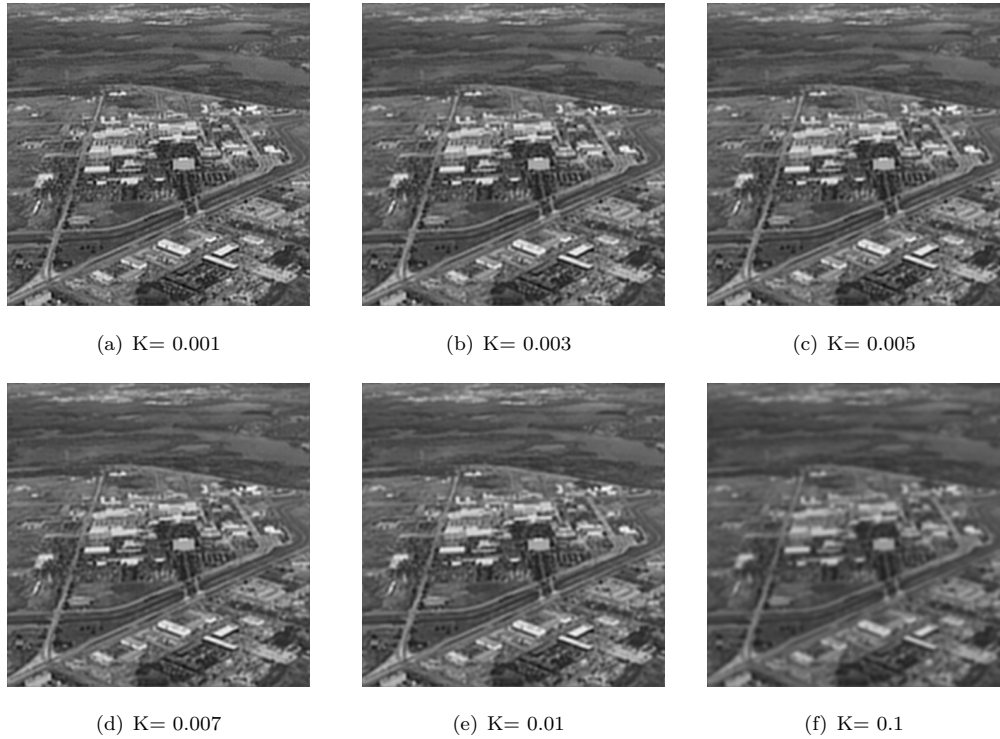 (a) K= 0.001
(b) K= 0.003
(c) K= 0.005
(d) K= 0.007
(e) K= 0.01
(f) K= 0.1